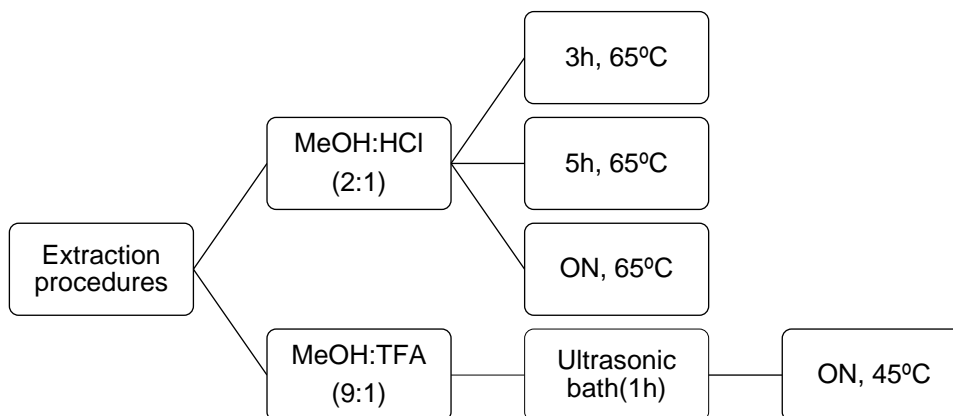 Extraction
procedures
MeOH:HCl
(2:1)
3h, 65ºC
5h, 65ºC
ON, 65ºC
MeOH:TFA
(9:1)
Ultrasonic
bath(1h)
ON, 45ºC